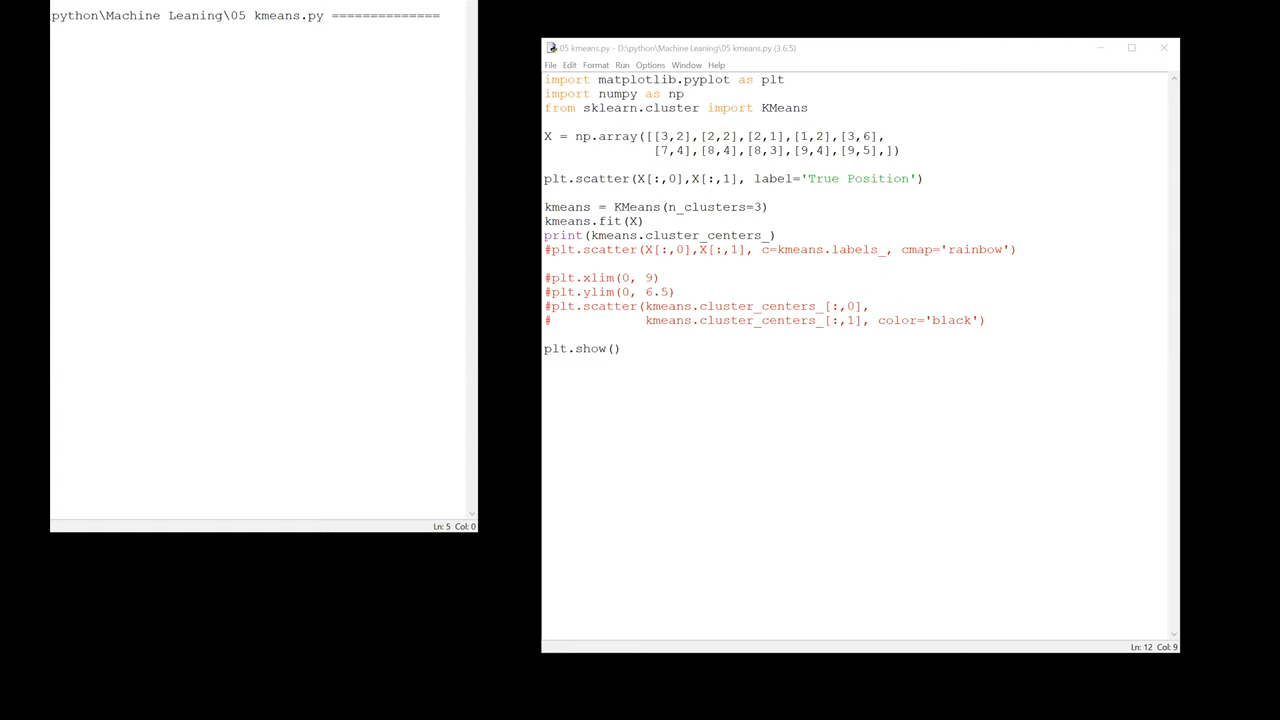 python\Machine Leaning\05 kmeans.py ==============
Ln: 5 Col: 0
05 kmeans.py - D:\python\Machine Leaning\05 kmeans.py (3.6.5)
File Edit Format Run Options Window Help
import matplotlib.pyplot as plt
import numpy as np
from sklearn.cluster import KMeans
X = np.array([[3,2],[2,2],[2,1],[1,2],[3,6],
[7,4],[8,4],[8,3],[9,4],[9,5],])
plt.scatter(X[:,0],X[:,1], label='True Position')
kmeans = KMeans(n_clusters=3)
kmeans.fit(X)
print(kmeans.cluster_centers_)
#plt.scatter(X[:,0],X[:,1], c=kmeans.labels_, cmap='rainbow')
#plt.xlim(0, 9)
#plt.ylim(0, 6.5)
#plt.scatter(kmeans.cluster_centers_[:,0],
#            kmeans.cluster_centers_[:,1], color='black')
plt.show()
Ln: 12 Col: 9